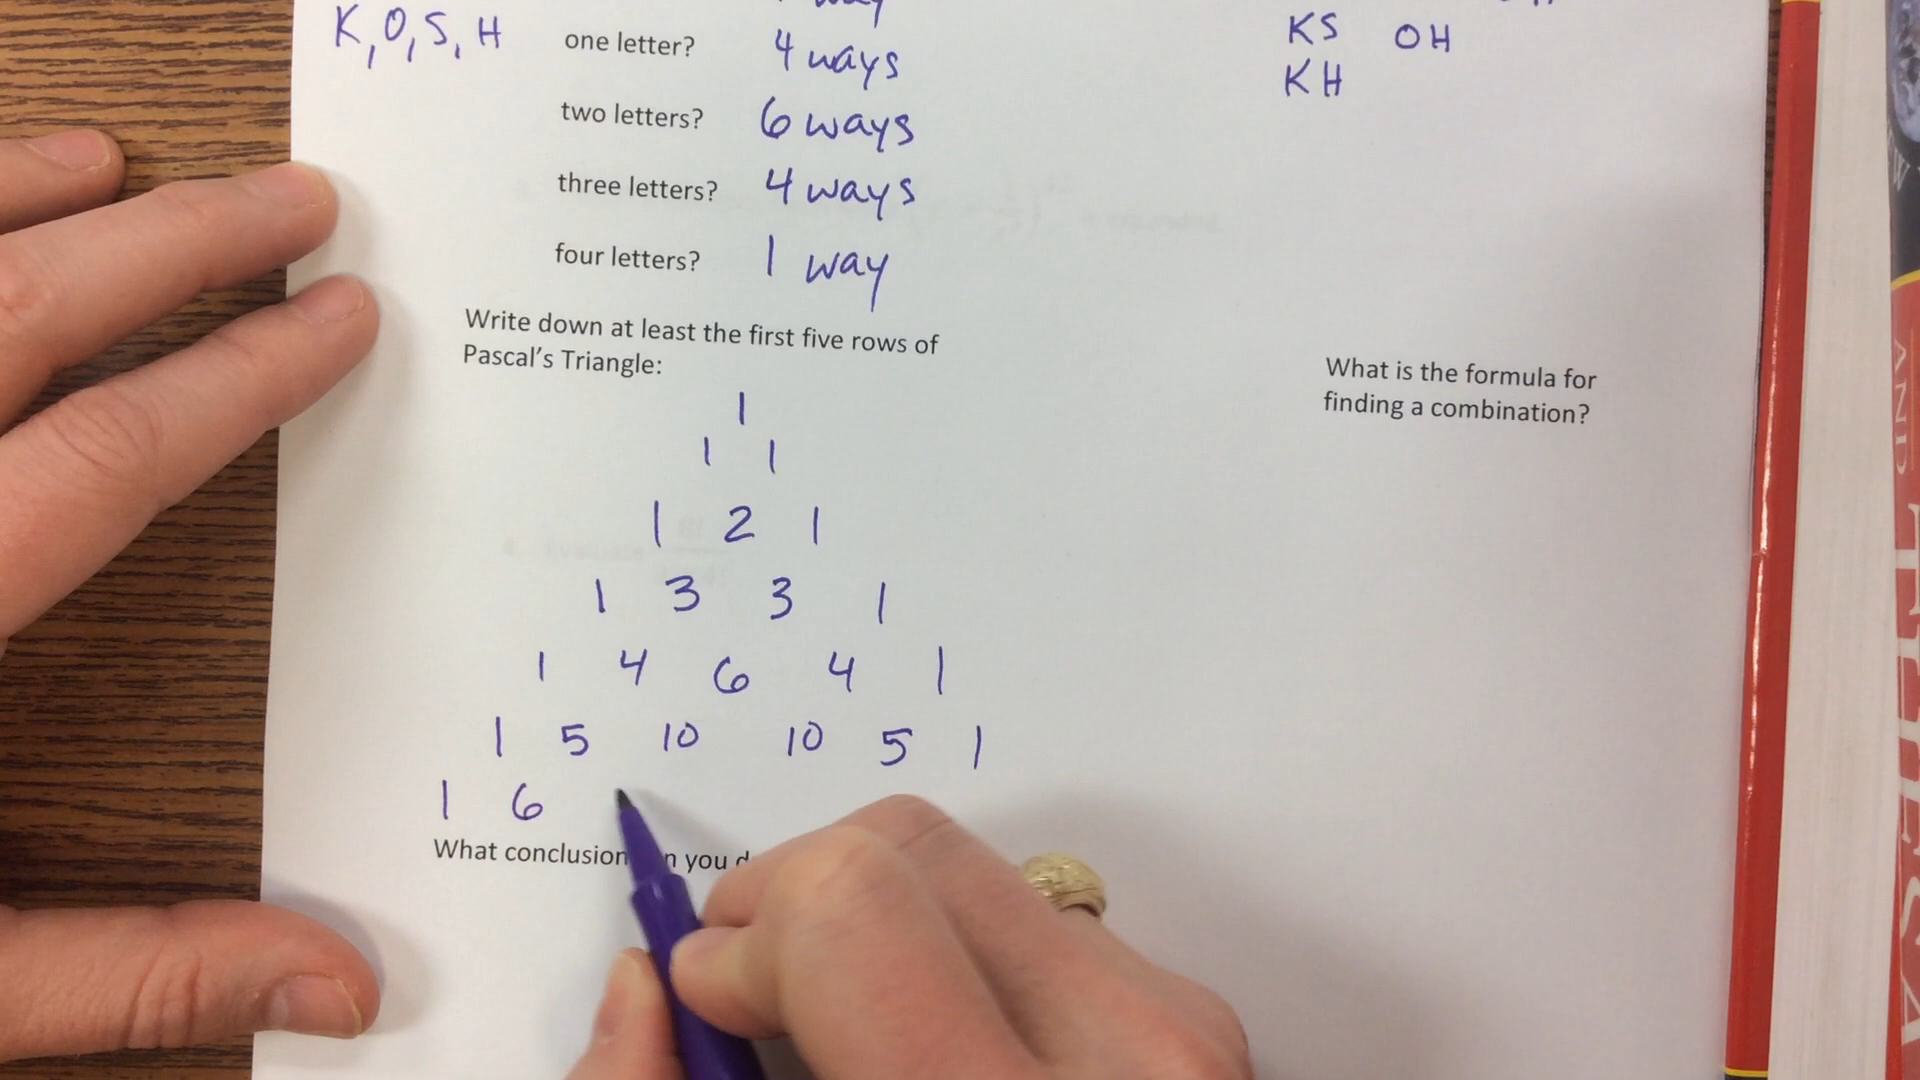 way
K, O, S, H one letter? 4 ways KS OH
KH
two letters? 6 ways
three letters? 4 ways
four letters? 1 way
Write down at least the first five rows of
Pascal's Triangle:
What is the formula for
finding a combination?
1
1 1
1 2 1
1 3 3 1
1 4 6 4 1
1 5 10 10 5 1
1 6
What conclusion you
AND